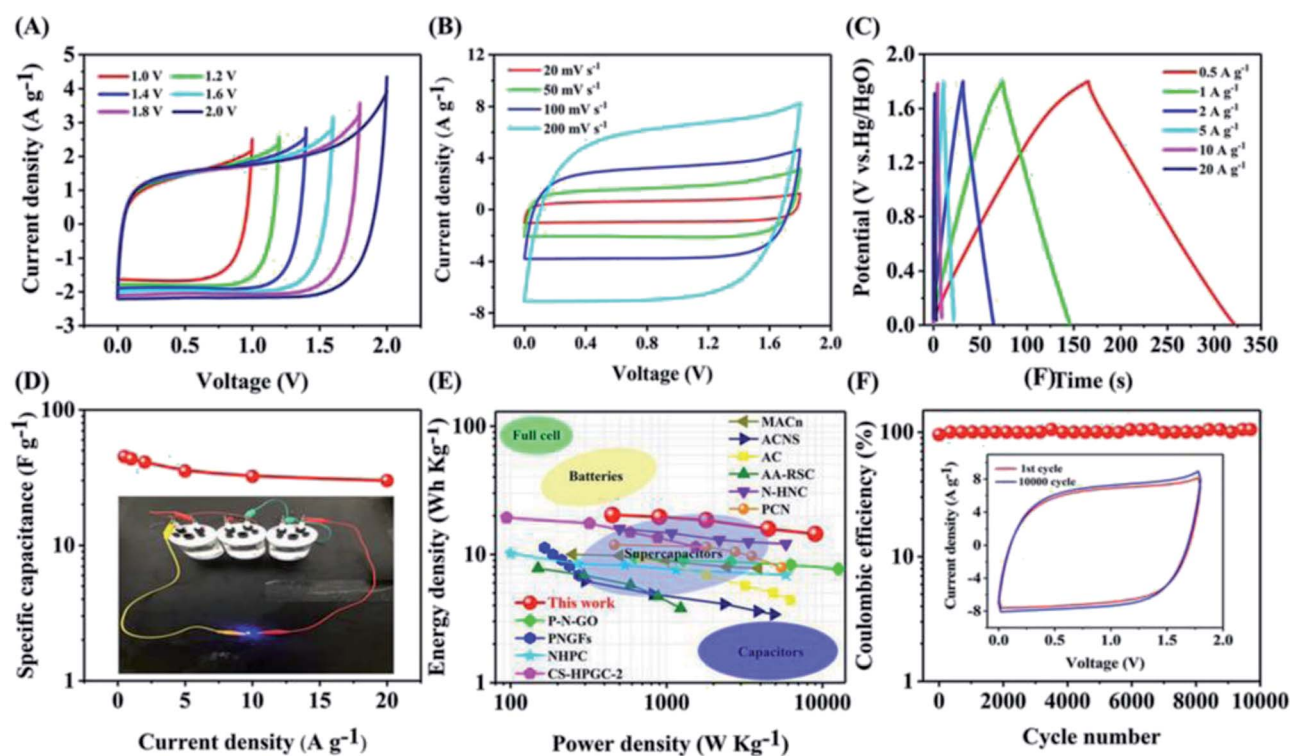 (A)
Current density (A g-1)
5
4
3
2
1
0
-1
-2
-3
1.0 V 1.2 V
1.4 V 1.6 V
1.8 V 2.0 V
0.0 0.5 1.0 1.5 2.0
Voltage (V)
(B)
Current density (A g-1)
12
8
4
0
-4
-8
20 mV s-1
50 mV s-1
100 mV s-1
200 mV s-1
0.0 0.6 1.2 1.8 2.0
Voltage (V)
(C)
Potential (V vs.Hg/HgO)
2.0
1.6
1.2
0.8
0.4
0.0
0.5 A g-1
1 A g-1
2 A g-1
5 A g-1
10 A g-1
20 A g-1
0 50 100 150 200 250 300 350
Time (s)
(D)
Specific capacitance (F g-1)
100
10
1
0 5 10 15 20
Current density (A g-1)
(E)
Energy density (Wh Kg-1)
100
10
1
Full cell
Batteries
Supercapacitors
Capacitors
MACn
ACNS
AC
AA-RSC
N-HNC
PCN
This work
P-N-GO
PNGFs
NHPC
CS-HPGC-2
100 1000 10000
Power density (W Kg-1)
(F)
(F)
Coulombic efficiency (%)
100
10
1
1st cycle
10000 cycle
Current density (A g-1)
8
4
0
-4
-8
0.0 0.5 1.0 1.5 2.0
Voltage (V)
0 2000 4000 6000 8000 10000
Cycle number